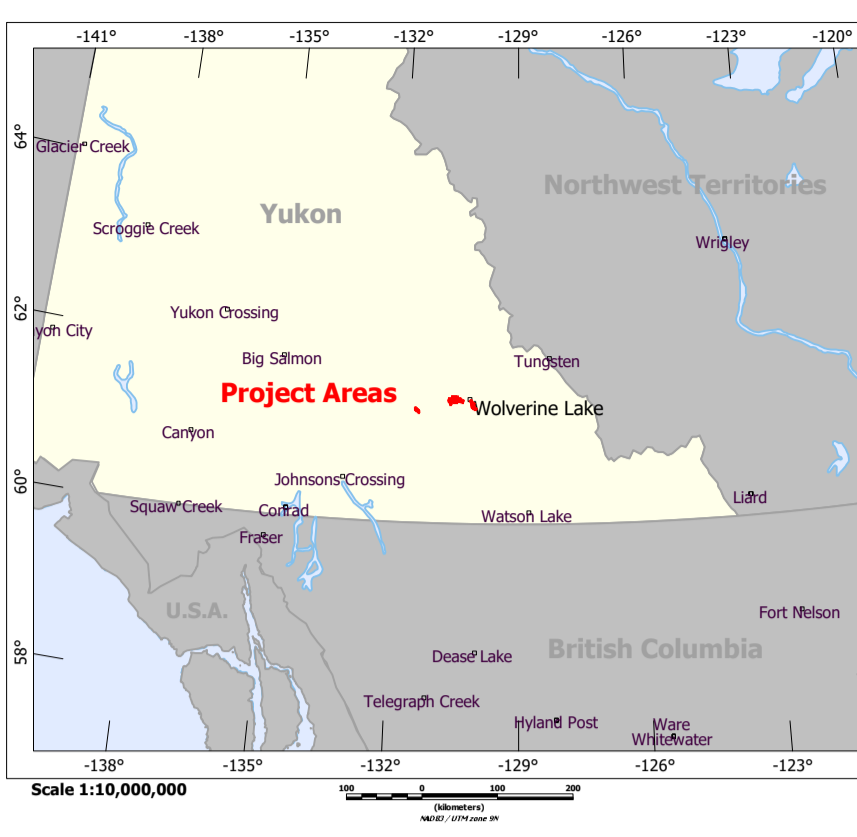 -141° -138° -135° -132° -129° -126° -123° -120°
64°
Glacier Creek
Northwest Territories
Yukon
Scroggie Creek
Wrigley
62°
Yukon Crossing
yon City
Big Salmon
Tungsten
Project Areas
Wolverine Lake
Canyon
60°
Johnsons Crossing
Liard
Squaw Creek
Conrad
Watson Lake
Fraser
U.S.A.
Fort Nelson
58°
British Columbia
Dease Lake
Telegraph Creek
Hyland Post
Ware
Whitewater
-138° -135° -132° -129° -126° -123°
Scale 1:10,000,000
100 0 100 200
(kilometers)
NAD83 / UTM zone 9N